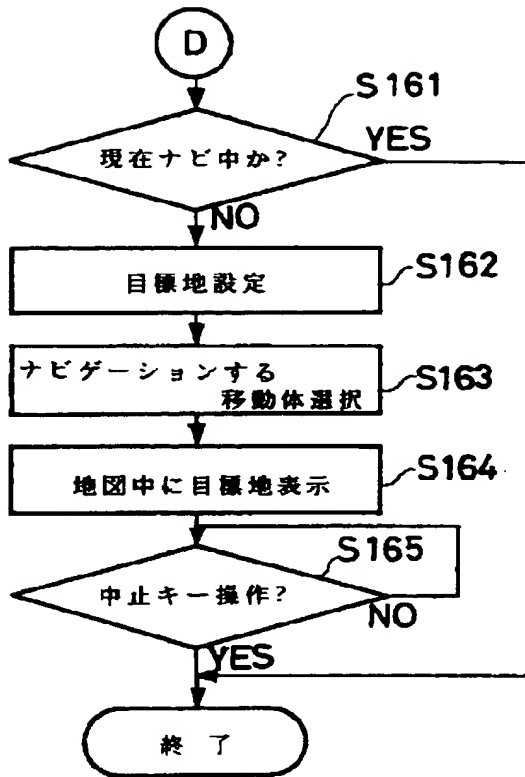 D
S161
現在ナビ中か?
YES
NO
目標地設定
S162
ナビゲーションする
移動体選択
S163
地図中に目標地表示
S164
S165
中止キー操作?
NO
YES
終了